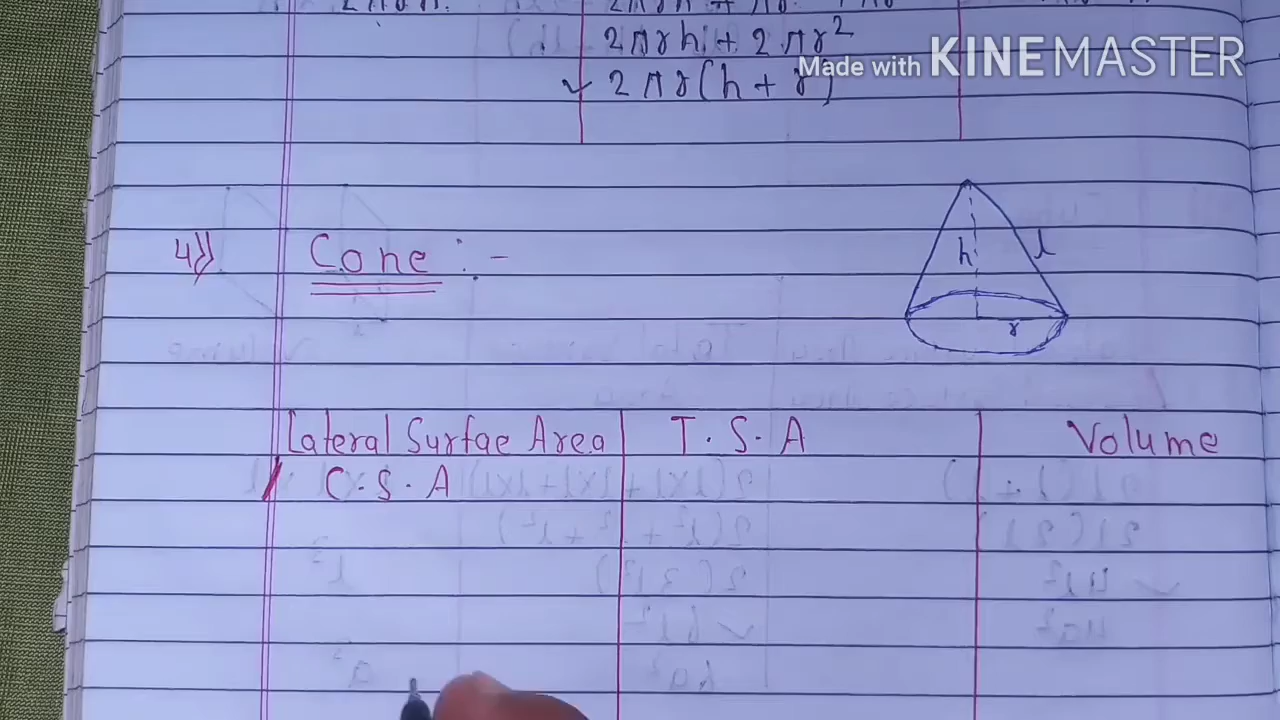 2πrh + 2πr²
✓ 2πr(h + r)
Made with KINEMASTER
4)) Cone :-
h
l
r
Lateral Surfae Area T.S.A Volume
C.S.A